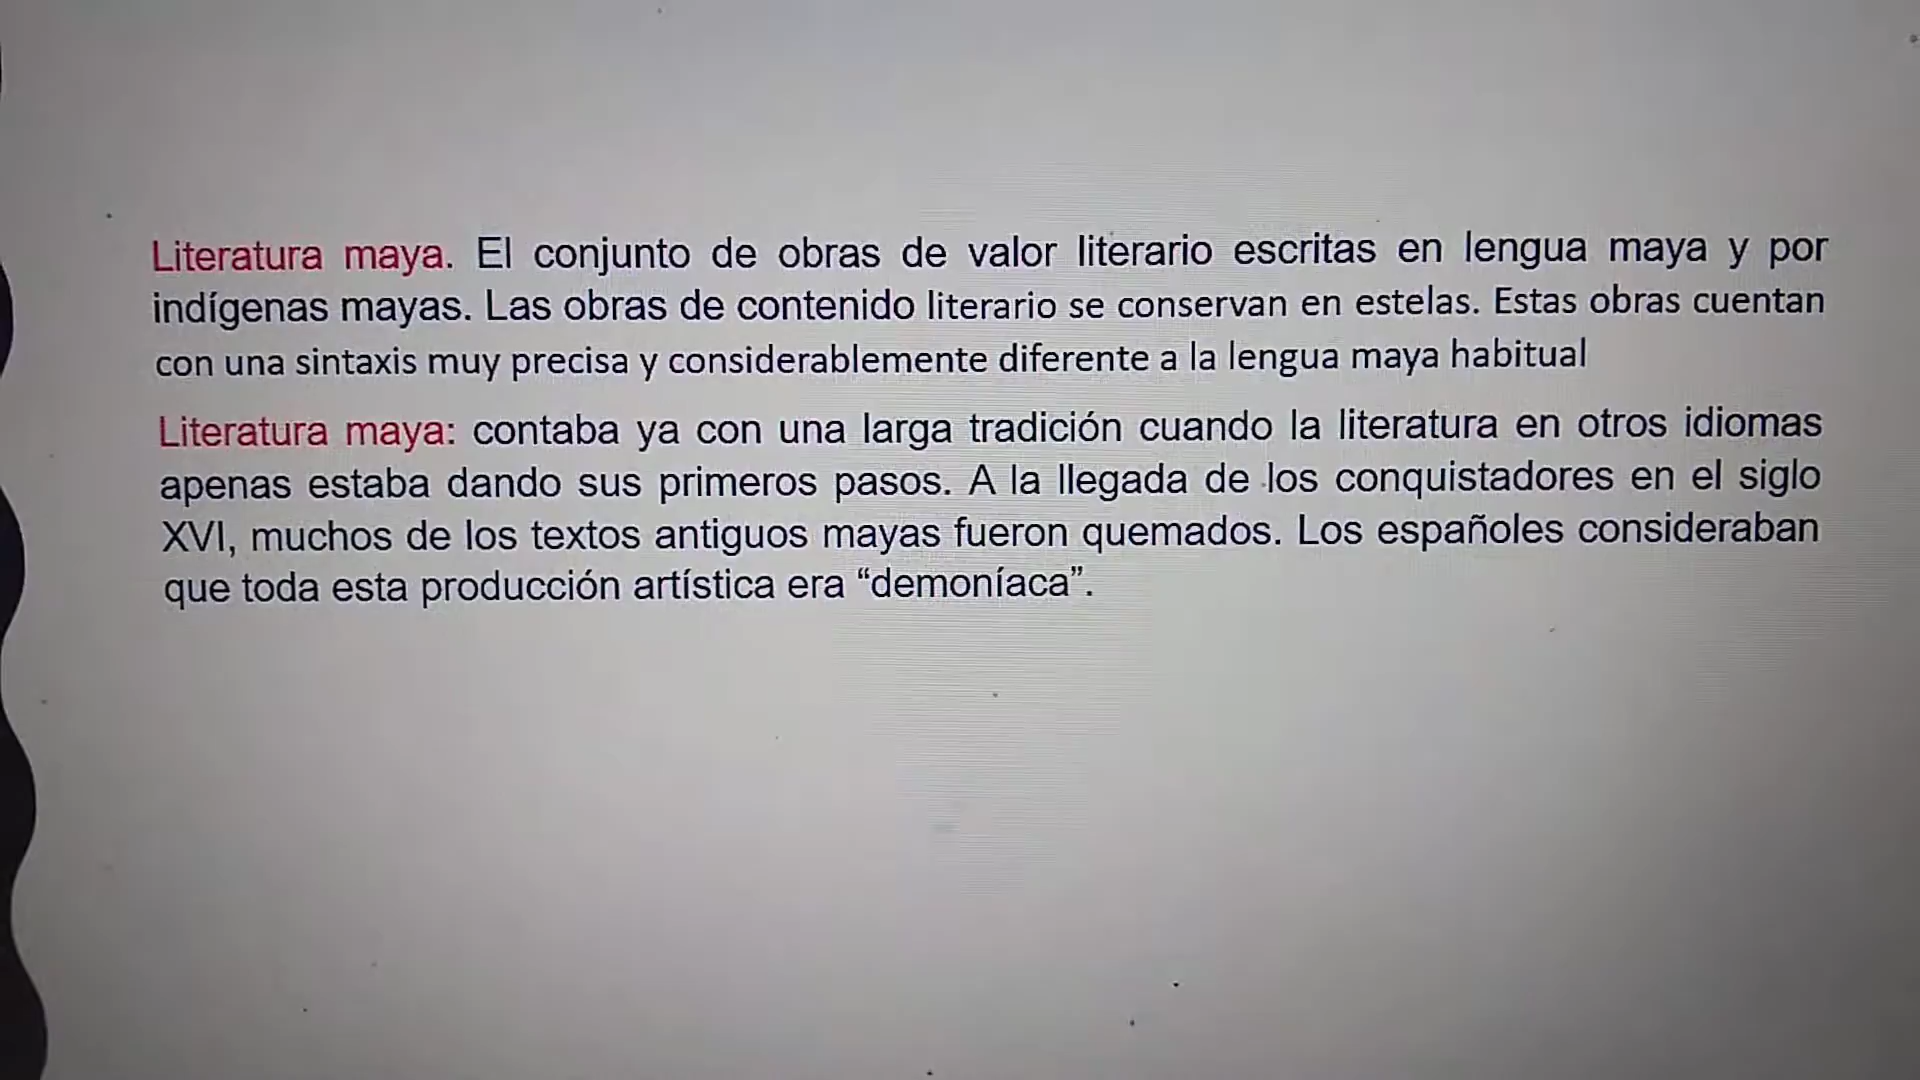 Literatura maya. El conjunto de obras de valor literario escritas en lengua maya y por
indígenas mayas. Las obras de contenido literario se conservan en estelas. Estas obras cuentan
con una sintaxis muy precisa y considerablemente diferente a la lengua maya habitual
Literatura maya: contaba ya con una larga tradición cuando la literatura en otros idiomas
apenas estaba dando sus primeros pasos. A la llegada de los conquistadores en el siglo
XVI, muchos de los textos antiguos mayas fueron quemados. Los españoles consideraban
que toda esta producción artística era “demoníaca”.